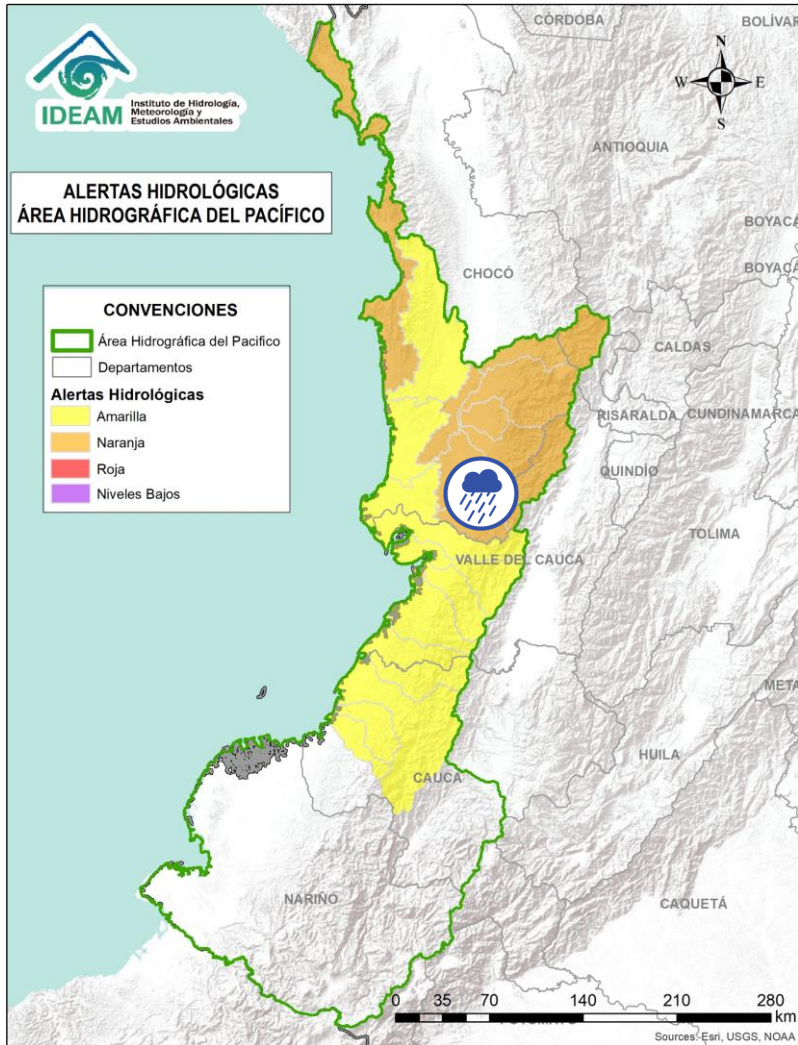 IDEAM
Instituto de Hidrología,
Meteorología y
Estudios Ambientales
ALERTAS HIDROLÓGICAS
ÁREA HIDROGRÁFICA DEL PACÍFICO
CONVENCIONES
Área Hidrográfica del Pacifico
Departamentos
Alertas Hidrológicas
Amarilla
Naranja
Roja
Niveles Bajos
CÓRDOBA
BOLÍVAR
N
W
E
S
ANTIOQUIA
BOYACÁ
CHOCÓ
BOYACÁ
CALDAS
RISARALDA
CUNDINAMARCA
QUINDÍO
TOLIMA
VALLE DEL CAUCA
META
HUILA
CAUCA
NARIÑO
CAQUETÁ
0 35 70 140 210 280
km
Sources: Esri, USGS, NOAA